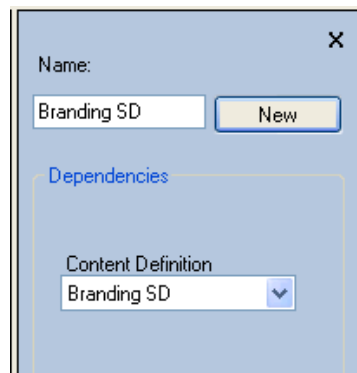 Name:
Branding SD New
Dependencies
Content Definition
Branding SD